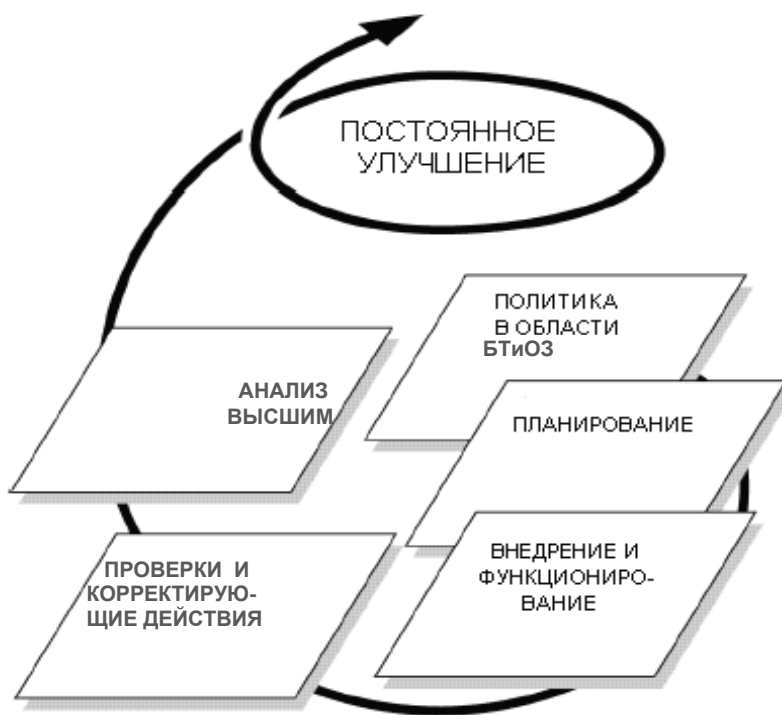 ПОСТОЯННОЕ
УЛУЧШЕНИЕ
ПОЛИТИКА
В ОБЛАСТИ
БТиОЗ
АНАЛИЗ
ВЫСШИМ
ПЛАНИРОВАНИЕ
ВНЕДРЕНИЕ И
ФУНКЦИОНИРО-
ВАНИЕ
ПРОВЕРКИ И
КОРРЕКТИРУЮ-
ЩИЕ ДЕЙСТВИЯ